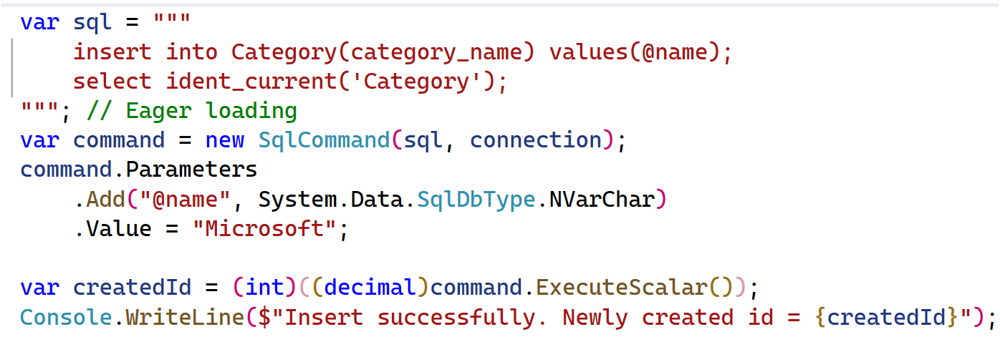 var sql = """
    insert into Category(category_name) values(@name);
    select ident_current('Category');
"""; // Eager loading
var command = new SqlCommand(sql, connection);
command.Parameters
    .Add("@name", System.Data.SqlDbType.NVarChar)
    .Value = "Microsoft";

var createdId = (int)((decimal)command.ExecuteScalar());
Console.WriteLine($"Insert successfully. Newly created id = {createdId}");